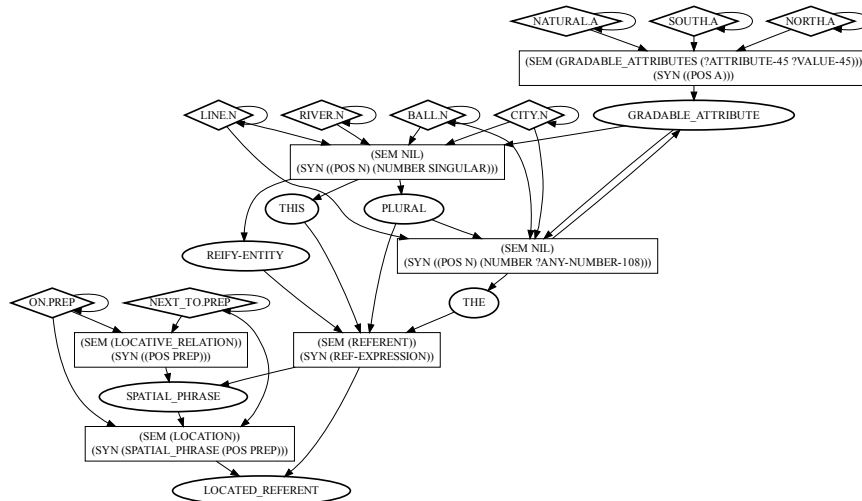 NATURAL.A
SOUTH.A
NORTH.A
(SEM (GRADABLE_ATTRIBUTES (?ATTRIBUTE-45 ?VALUE-45)))
(SYN ((POS A)))
LINE.N
RIVER.N
BALL.N
CITY.N
GRADABLE_ATTRIBUTE
(SEM NIL)
(SYN ((POS N) (NUMBER SINGULAR)))
THIS
PLURAL
REIFY-ENTITY
(SEM NIL)
(SYN ((POS N) (NUMBER ?ANY-NUMBER-108)))
ON.PREP
NEXT_TO.PREP
THE
(SEM (LOCATIVE_RELATION))
(SYN ((POS PREP)))
(SEM (REFERENT))
(SYN (REF-EXPRESSION))
SPATIAL_PHRASE
(SEM (LOCATION))
(SYN (SPATIAL_PHRASE (POS PREP)))
LOCATED_REFERENT